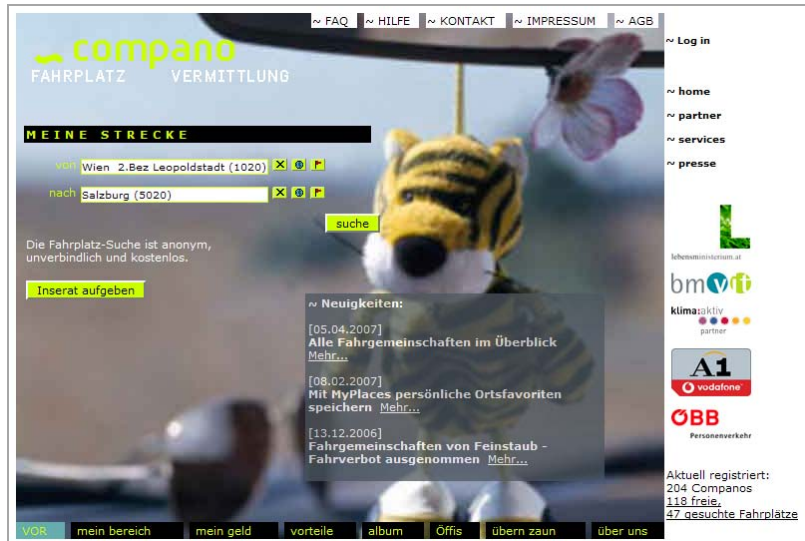 ~ FAQ ~ HILFE ~ KONTAKT ~ IMPRESSUM ~ AGB
compano
FAHRPLATZ VERMITTLUNG
MEINE STRECKE
von Wien 2.Bez Leopoldstadt (1020)
nach Salzburg (5020)
suche
Die Fahrplatz-Suche ist anonym,
unverbindlich und kostenlos.
Inserat aufgeben
~ Neuigkeiten:
[05.04.2007]
Alle Fahrgemeinschaften im Überblick
Mehr...
[08.02.2007]
Mit MyPlaces persönliche Ortsfavoriten
speichern Mehr...
[13.12.2006]
Fahrgemeinschaften von Feinstaub -
Fahrverbot ausgenommen Mehr...
VOR mein bereich mein geld vorteile album Öffis übern zaun über uns
~ Log in
~ home
~ partner
~ services
~ presse
L
lebensministerium.at
bmvit
klima:aktiv
partner
A1
vodafone
ÖBB
Personenverkehr
Aktuell registriert:
204 Companos
118 freie,
47 gesuchte Fahrplätze